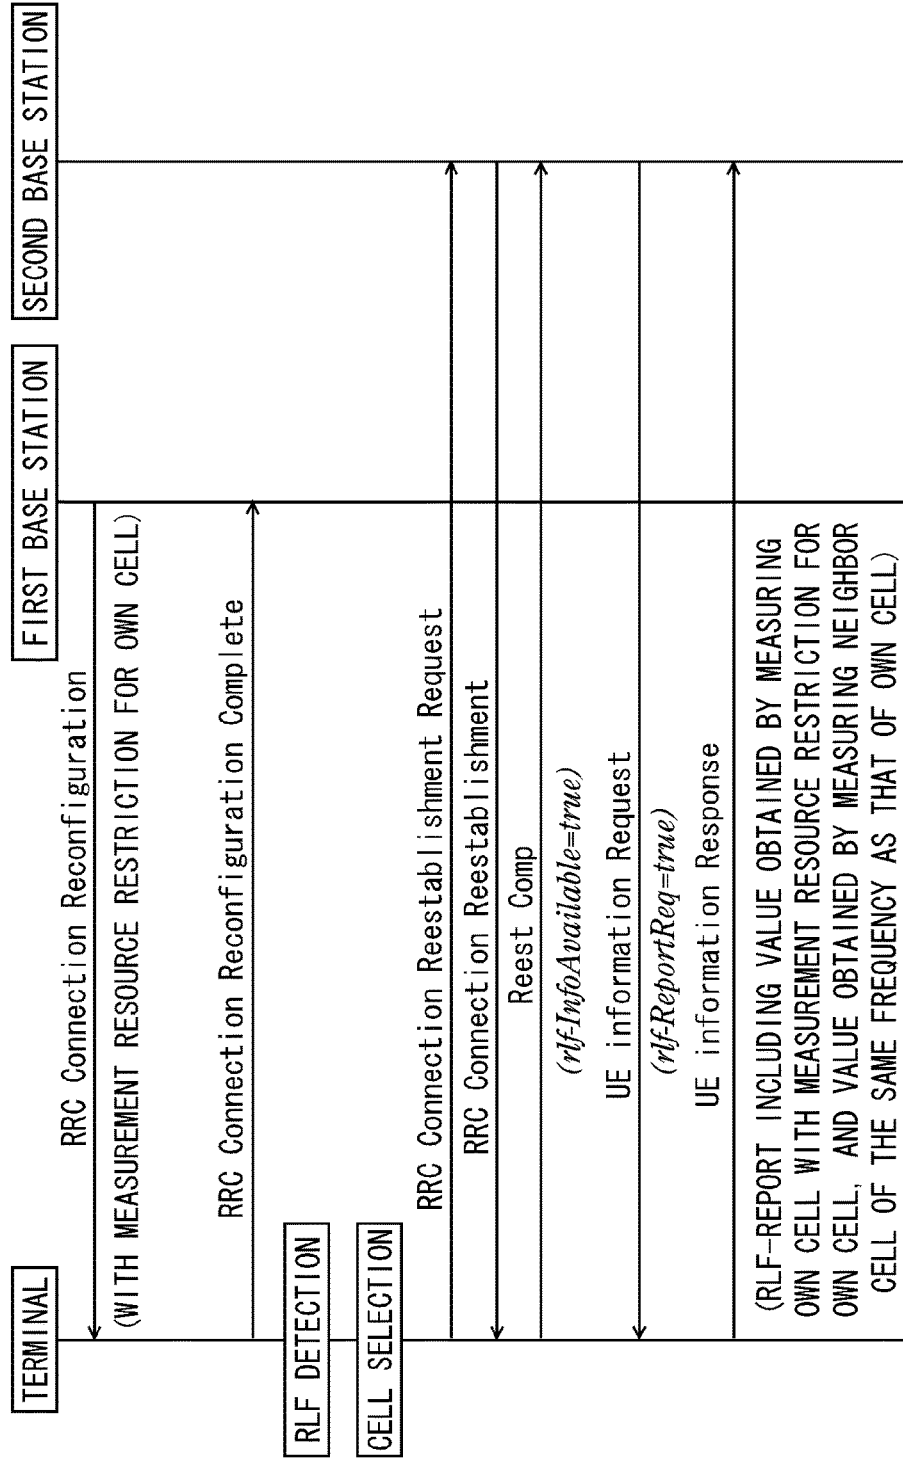 TERMINAL
FIRST BASE STATION
SECOND BASE STATION
RRC Connection Reconfiguration
(WITH MEASUREMENT RESOURCE RESTRICTION FOR OWN CELL)
RRC Connection Reconfiguration Complete
RLF DETECTION
CELL SELECTION
RRC Connection Reestablishment Request
RRC Connection Reestablishment
Reest Comp
(rlf-InfoAvailable=true)
UE information Request
(rlf-ReportReq=true)
UE information Response
(RLF-REPORT INCLUDING VALUE OBTAINED BY MEASURING
OWN CELL WITH MEASUREMENT RESOURCE RESTRICTION FOR
OWN CELL, AND VALUE OBTAINED BY MEASURING NEIGHBOR
CELL OF THE SAME FREQUENCY AS THAT OF OWN CELL)